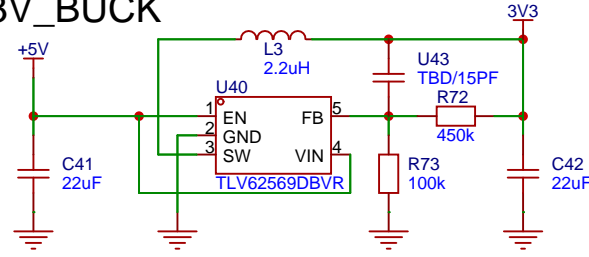 3V_BUCK
3V3
+5V
L3
2.2uH
U43
TBD/15PF
U40
R72
1 EN FB 5
450k
2 GND
3 SW VIN 4
C41
22uF
R73
100k
C42
22uF
TLV62569DBVR